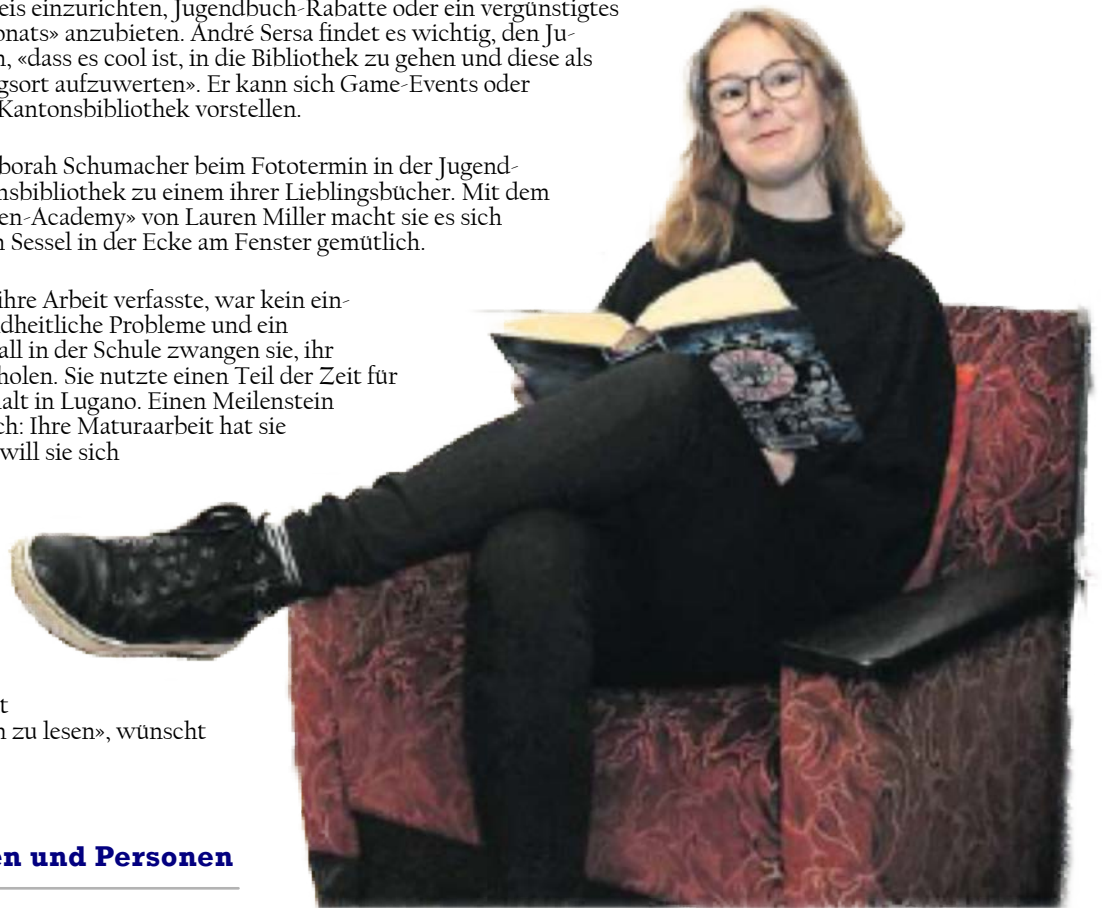 eis einzurichten, Jugendbuch-Rabatte oder ein vergünstigtes
onats» anzubieten. André Sersa findet es wichtig, den Ju-
n, «dass es cool ist, in die Bibliothek zu gehen und diese als
gsort aufzuwerten». Er kann sich Game-Events oder
Kantonsbibliothek vorstellen.
borah Schumacher beim Fototermin in der Jugend-
nsbibliothek zu einem ihrer Lieblingsbücher. Mit dem
en-Academy» von Lauren Miller macht sie es sich
n Sessel in der Ecke am Fenster gemütlich.
ihre Arbeit verfasste, war kein ein-
dheitliche Probleme und ein
all in der Schule zwangen sie, ihr
holen. Sie nutzte einen Teil der Zeit für
alt in Lugano. Einen Meilenstein
ch: Ihre Maturaarbeit hat sie
will sie sich
t
n zu lesen», wünscht
en und Personen